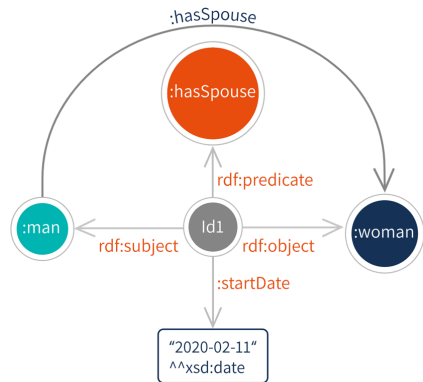 :hasSpouse
:hasSpouse
rdf:predicate
:man
Id1
:woman
rdf:subject
rdf:object
:startDate
“2020-02-11“
^^xsd:date